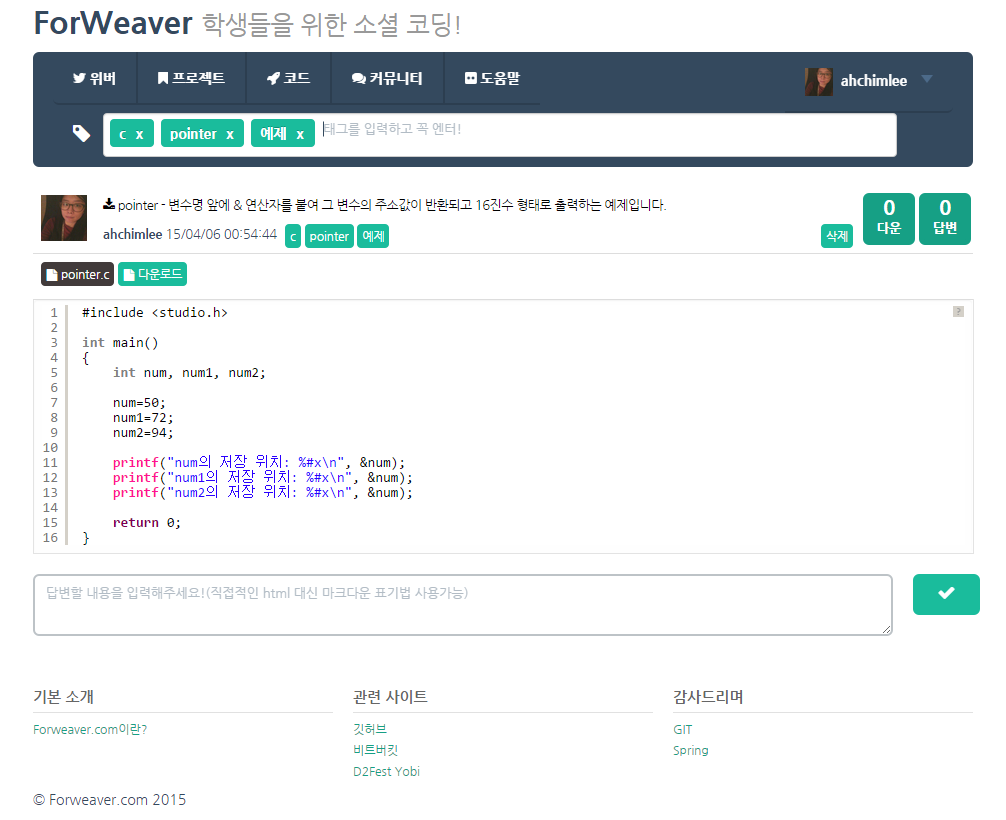 ForWeaver 학생들을 위한 소셜 코딩!
위버 프로젝트 코드 커뮤니티 도움말 ahchimlee
c x pointer x 예제 x 태그를 입력하고 꼭 엔터!
pointer - 변수명 앞에 & 연산자를 붙여 그 변수의 주소값이 반환되고 16진수 형태로 출력하는 예제입니다.
ahchimlee 15/04/06 00:54:44 c pointer 예제
삭제
0 다운
0 답변
pointer.c 다운로드
?
1 #include <studio.h>
2
3 int main()
4 {
5 int num, num1, num2;
6
7 num=50;
8 num1=72;
9 num2=94;
10
11 printf("num의 저장 위치: %#x\n", &num);
12 printf("num1의 저장 위치: %#x\n", &num);
13 printf("num2의 저장 위치: %#x\n", &num);
14
15 return 0;
16 }
답변할 내용을 입력해주세요!(직접적인 html 대신 마크다운 표기법 사용가능)
기본 소개
Forweaver.com이란?
관련 사이트
깃허브
비트버킷
D2Fest Yobi
감사드리며
GIT
Spring
© Forweaver.com 2015